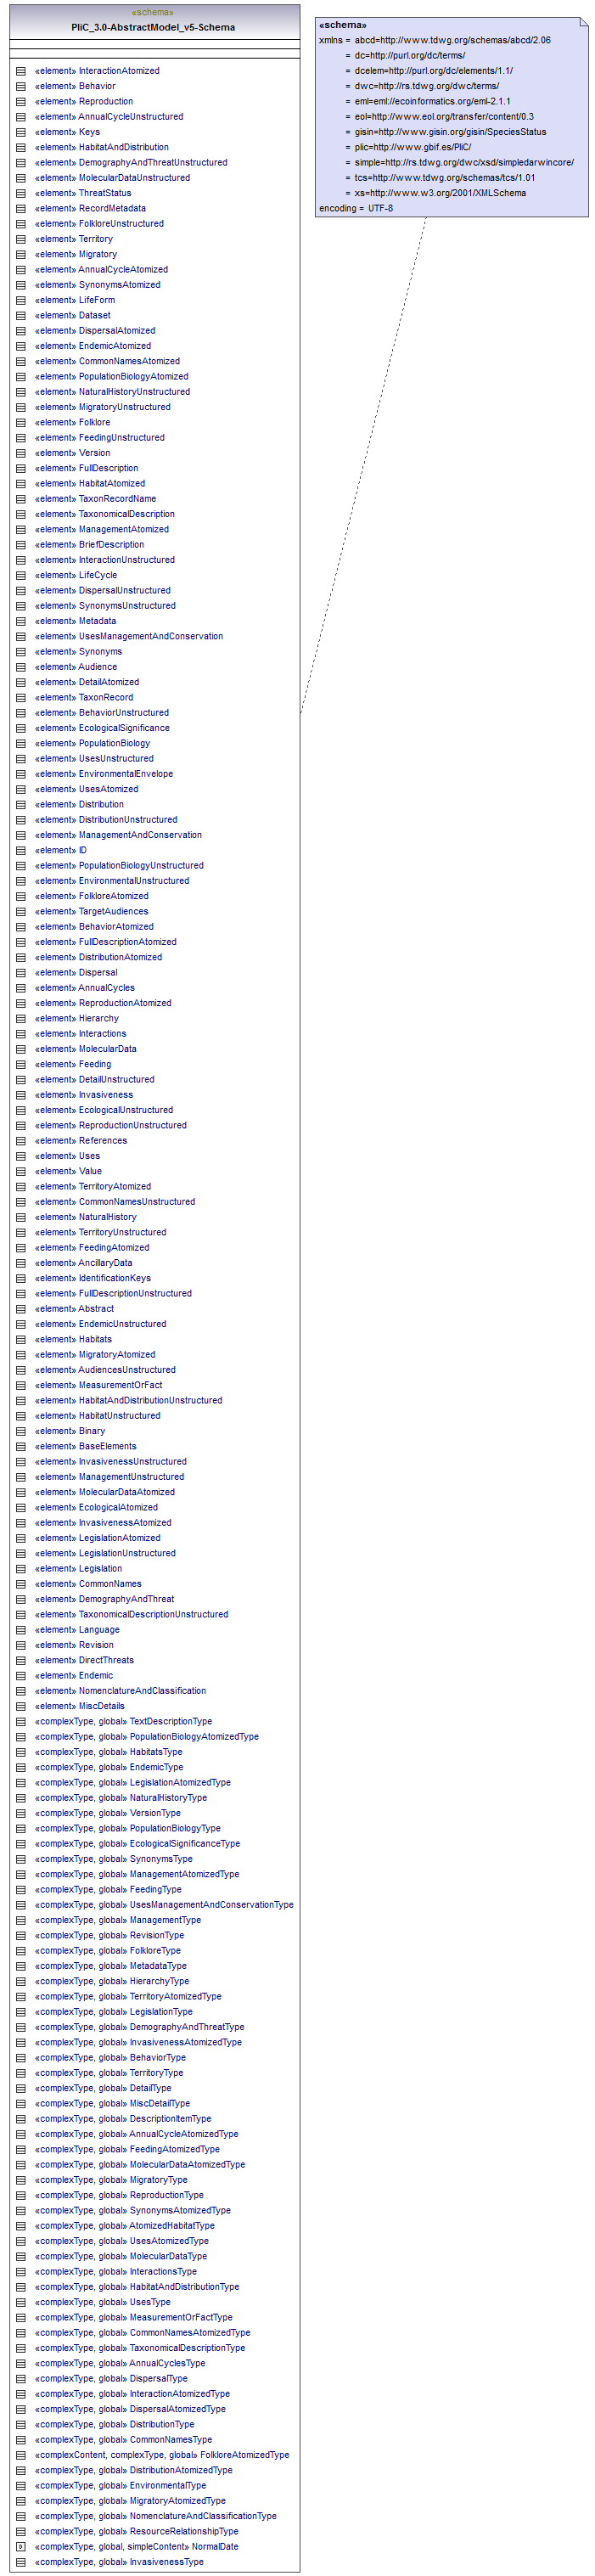 «schema»
PliC_3.0-AbstractModel_v5-Schema
«element» InteractionAtomized
«element» Behavior
«element» Reproduction
«element» AnnualCycleUnstructured
«element» Keys
«element» HabitatAndDistribution
«element» DemographyAndThreatUnstructured
«element» MolecularDataUnstructured
«element» ThreatStatus
«element» RecordMetadata
«element» FolkloreUnstructured
«element» Territory
«element» Migratory
«element» AnnualCycleAtomized
«element» SynonymsAtomized
«element» LifeForm
«element» Dataset
«element» DispersalAtomized
«element» EndemicAtomized
«element» CommonNamesAtomized
«element» PopulationBiologyAtomized
«element» NaturalHistoryUnstructured
«element» MigratoryUnstructured
«element» Folklore
«element» FeedingUnstructured
«element» Version
«element» FullDescription
«element» HabitatAtomized
«element» TaxonRecordName
«element» TaxonomicalDescription
«element» ManagementAtomized
«element» BriefDescription
«element» InteractionUnstructured
«element» LifeCycle
«element» DispersalUnstructured
«element» SynonymsUnstructured
«element» Metadata
«element» UsesManagementAndConservation
«element» Synonyms
«element» Audience
«element» DetailAtomized
«element» TaxonRecord
«element» BehaviorUnstructured
«element» EcologicalSignificance
«element» PopulationBiology
«element» UsesUnstructured
«element» EnvironmentalEnvelope
«element» UsesAtomized
«element» Distribution
«element» DistributionUnstructured
«element» ManagementAndConservation
«element» ID
«element» PopulationBiologyUnstructured
«element» EnvironmentalUnstructured
«element» FolkloreAtomized
«element» TargetAudiences
«element» BehaviorAtomized
«element» FullDescriptionAtomized
«element» DistributionAtomized
«element» Dispersal
«element» AnnualCycles
«element» ReproductionAtomized
«element» Hierarchy
«element» Interactions
«element» MolecularData
«element» Feeding
«element» DetailUnstructured
«element» Invasiveness
«element» EcologicalUnstructured
«element» ReproductionUnstructured
«element» References
«element» Uses
«element» Value
«element» TerritoryAtomized
«element» CommonNamesUnstructured
«element» NaturalHistory
«element» TerritoryUnstructured
«element» FeedingAtomized
«element» AncillaryData
«element» IdentificationKeys
«element» FullDescriptionUnstructured
«element» Abstract
«element» EndemicUnstructured
«element» Habitats
«element» MigratoryAtomized
«element» AudiencesUnstructured
«element» MeasurementOrFact
«element» HabitatAndDistributionUnstructured
«element» HabitatUnstructured
«element» Binary
«element» BaseElements
«element» InvasivenessUnstructured
«element» ManagementUnstructured
«element» MolecularDataAtomized
«element» EcologicalAtomized
«element» InvasivenessAtomized
«element» LegislationAtomized
«element» LegislationUnstructured
«element» Legislation
«element» CommonNames
«element» DemographyAndThreat
«element» TaxonomicalDescriptionUnstructured
«element» Language
«element» Revision
«element» DirectThreats
«element» Endemic
«element» NomenclatureAndClassification
«element» MiscDetails
«complexType, global» TextDescriptionType
«complexType, global» PopulationBiologyAtomizedType
«complexType, global» HabitatsType
«complexType, global» EndemicType
«complexType, global» LegislationAtomizedType
«complexType, global» NaturalHistoryType
«complexType, global» VersionType
«complexType, global» PopulationBiologyType
«complexType, global» EcologicalSignificanceType
«complexType, global» SynonymsType
«complexType, global» ManagementAtomizedType
«complexType, global» FeedingType
«complexType, global» UsesManagementAndConservationType
«complexType, global» ManagementType
«complexType, global» RevisionType
«complexType, global» FolkloreType
«complexType, global» MetadataType
«complexType, global» HierarchyType
«complexType, global» TerritoryAtomizedType
«complexType, global» LegislationType
«complexType, global» DemographyAndThreatType
«complexType, global» InvasivenessAtomizedType
«complexType, global» BehaviorType
«complexType, global» TerritoryType
«complexType, global» DetailType
«complexType, global» MiscDetailType
«complexType, global» DescriptionItemType
«complexType, global» AnnualCycleAtomizedType
«complexType, global» FeedingAtomizedType
«complexType, global» MolecularDataAtomizedType
«complexType, global» MigratoryType
«complexType, global» ReproductionType
«complexType, global» SynonymsAtomizedType
«complexType, global» AtomizedHabitatType
«complexType, global» UsesAtomizedType
«complexType, global» MolecularDataType
«complexType, global» InteractionsType
«complexType, global» HabitatAndDistributionType
«complexType, global» UsesType
«complexType, global» MeasurementOrFactType
«complexType, global» CommonNamesAtomizedType
«complexType, global» TaxonomicalDescriptionType
«complexType, global» AnnualCyclesType
«complexType, global» DispersalType
«complexType, global» InteractionAtomizedType
«complexType, global» DispersalAtomizedType
«complexType, global» DistributionType
«complexType, global» CommonNamesType
«complexContent, complexType, global» FolkloreAtomizedType
«complexType, global» DistributionAtomizedType
«complexType, global» EnvironmentalType
«complexType, global» MigratoryAtomizedType
«complexType, global» NomenclatureAndClassificationType
«complexType, global» ResourceRelationshipType
«complexType, global, simpleContent» NormalDate
«complexType, global» InvasivenessType
«schema»
xmlns = abcd=http://www.tdwg.org/schemas/abcd/2.06
= dc=http://purl.org/dc/terms/
= dcelem=http://purl.org/dc/elements/1.1/
= dwc=http://rs.tdwg.org/dwc/terms/
= eml=eml://ecoinformatics.org/eml-2.1.1
= eol=http://www.eol.org/transfer/content/0.3
= gisin=http://www.gisin.org/gisin/SpeciesStatus
= plic=http://www.gbif.es/PliC/
= simple=http://rs.tdwg.org/dwc/xsd/simpledarwincore/
= tcs=http://www.tdwg.org/schemas/tcs/1.01
= xs=http://www.w3.org/2001/XMLSchema
encoding = UTF-8